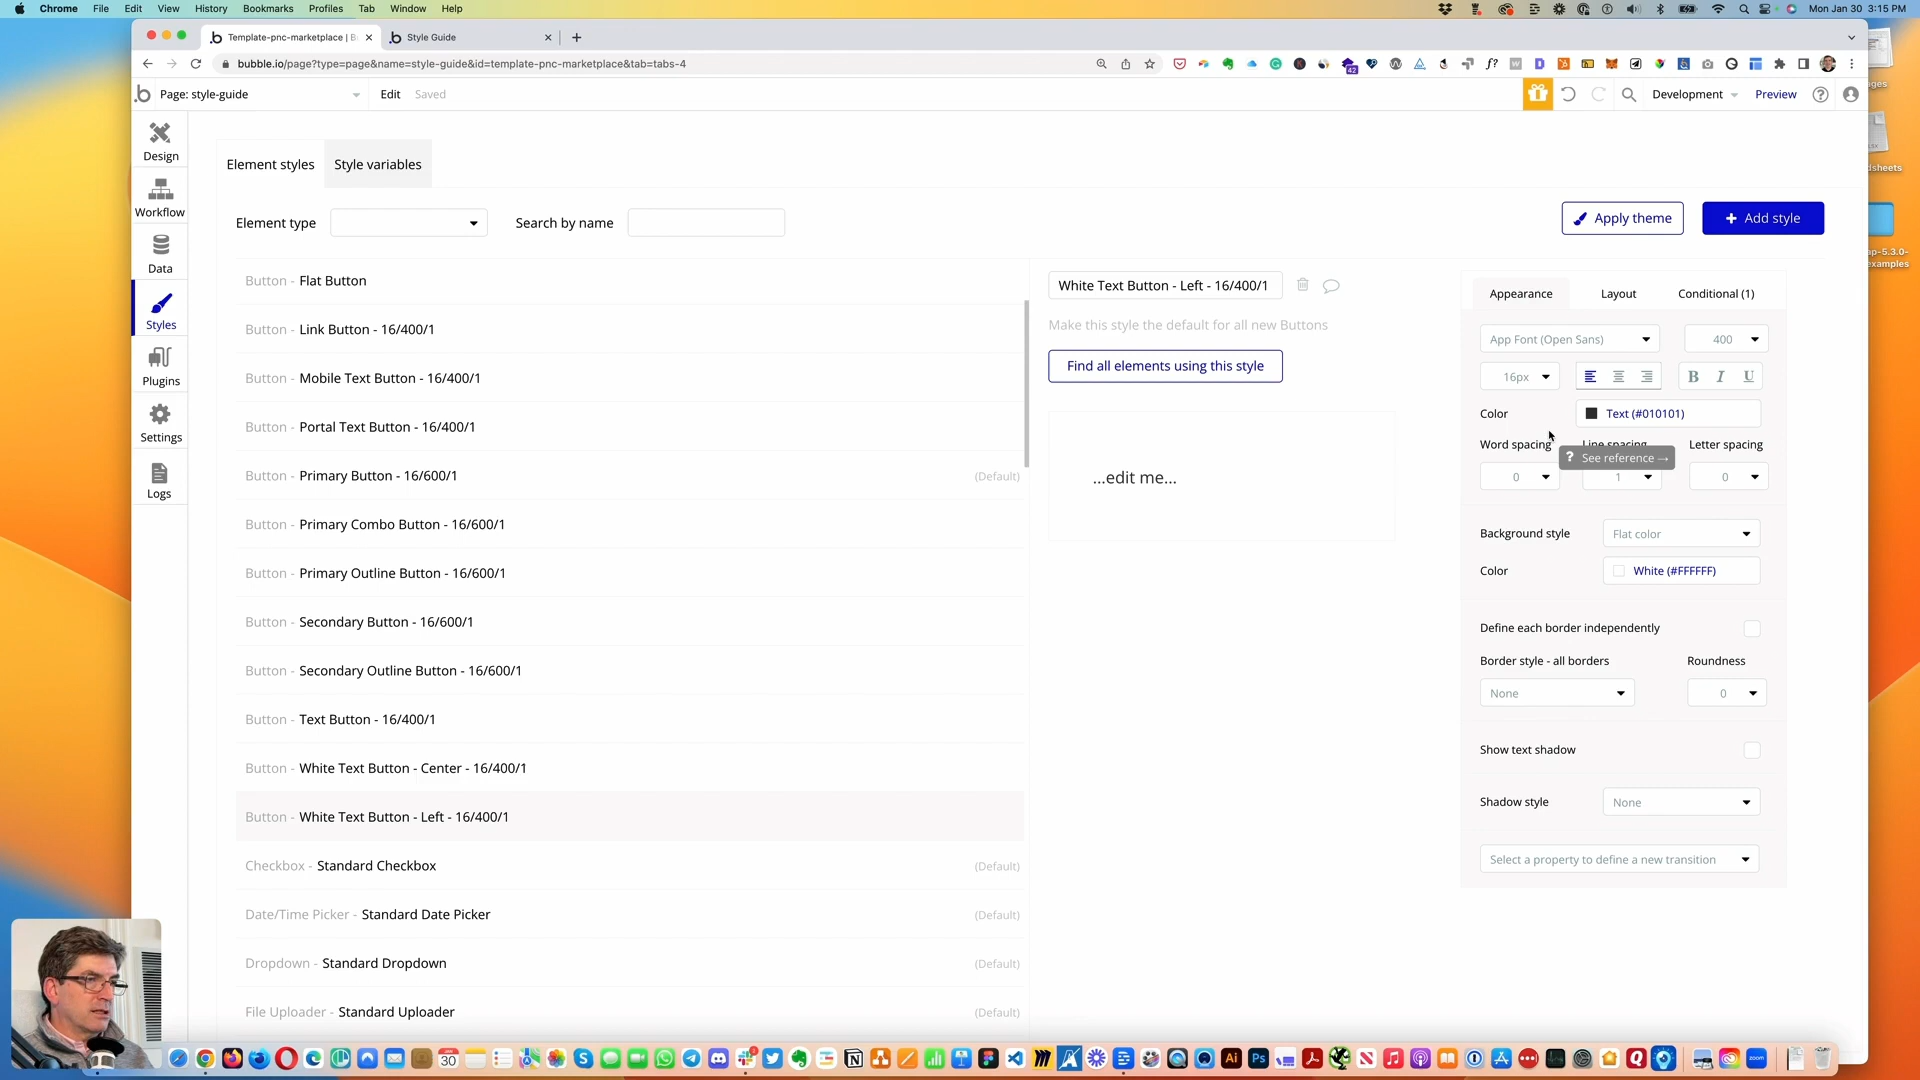 Chrome File Edit View History Bookmarks Profiles Tab Window Help
Mon Jan 30 3:15 PM
Template-pnc-marketplace | B
Style Guide
bubble.io/page?type=page&name=style-guide&id=template-pnc-marketplace&tab=tabs-4
Page: style-guide
Edit
Saved
Development
Preview
Design
Workflow
Data
Styles
Plugins
Settings
Logs
Element styles
Style variables
Element type
Search by name
Apply theme
+ Add style
Button - Flat Button
Button - Link Button - 16/400/1
Button - Mobile Text Button - 16/400/1
Button - Portal Text Button - 16/400/1
Button - Primary Button - 16/600/1 (Default)
Button - Primary Combo Button - 16/600/1
Button - Primary Outline Button - 16/600/1
Button - Secondary Button - 16/600/1
Button - Secondary Outline Button - 16/600/1
Button - Text Button - 16/400/1
Button - White Text Button - Center - 16/400/1
Button - White Text Button - Left - 16/400/1
Checkbox - Standard Checkbox (Default)
Date/Time Picker - Standard Date Picker (Default)
Dropdown - Standard Dropdown (Default)
File Uploader - Standard Uploader (Default)
White Text Button - Left - 16/400/1
Make this style the default for all new Buttons
Find all elements using this style
...edit me...
Appearance
Layout
Conditional (1)
App Font (Open Sans)
400
16px
B I U
Color
Text (#010101)
Word spacing
Line spacing
Letter spacing
? See reference →
0
1
0
Background style
Flat color
Color
White (#FFFFFF)
Define each border independently
Border style - all borders
Roundness
None
0
Show text shadow
Shadow style
None
Select a property to define a new transition
ages
dsheets
ap-5.3.0-
examples